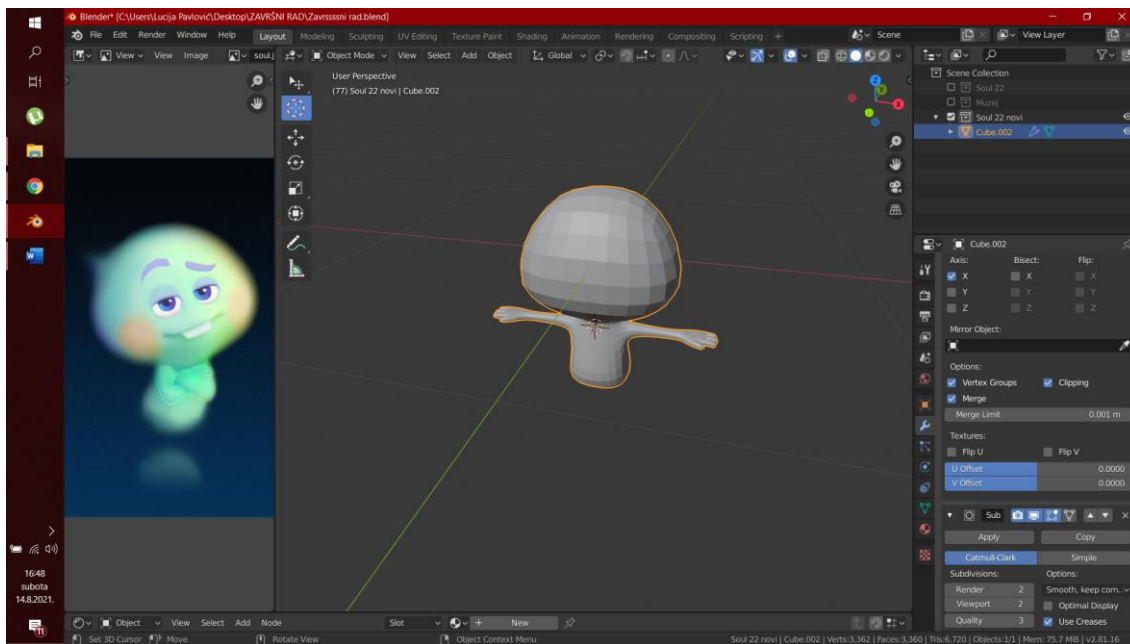 Blender* [C:\Users\Lucija Pavlović\Desktop\ZAVRŠNI RAD\Zavrssssni rad.blend]
File Edit Render Window Help Layout Modeling Sculpting UV Editing Texture Paint Shading Animation Rendering Compositing Scripting + Scene View Layer
View View Image soul.j Object Mode View Select Add Object Global
User Perspective
(77) Soul 22 novi | Cube.002
X
Scene Collection
Soul 22
Muzej
Soul 22 novi
Cube.002
Cube.002
Axis: Bisect: Flip:
X X X
Y Y Y
Z Z Z
Mirror Object:
Options:
Vertex Groups Clipping
Merge
Merge Limit 0.001 m
Textures:
Flip U Flip V
U Offset 0.0000
V Offset 0.0000
Sub
Apply Copy
Catmull-Clark Simple
Subdivisions: Options:
Render 2 Smooth, keep corn..
Viewport 2 Optimal Display
Quality 3 Use Creases
16:48
subota
14.8.2021.
11
Object View Select Add Node Slot + New
Set 3D Cursor Move Rotate View Object Context Menu Soul 22 novi | Cube.002 | Verts:3,362 | Faces:3,360 | Tris:6,720 | Objects:1/1 | Mem: 75.7 MiB | v2.81.16